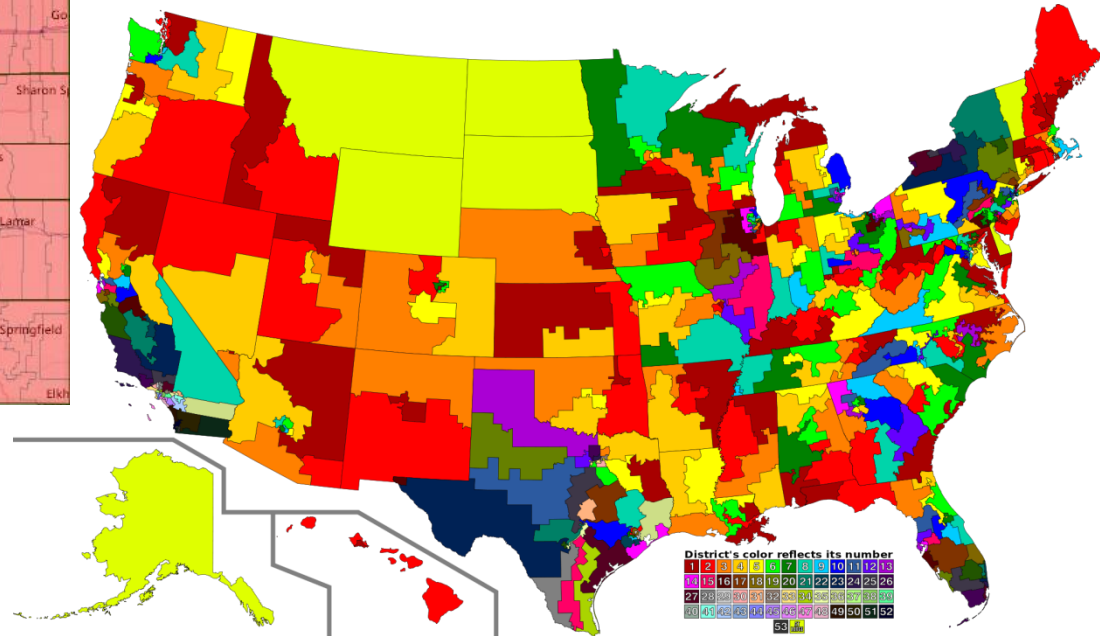 Go
Sharon Sp
s
Lamar
Springfield
Elkh
District's color reflects its number
1 2 3 4 5 6 7 8 9 10 11 12 13
14 15 16 17 18 19 20 21 22 23 24 25 26
27 28 29 30 31 32 33 34 35 36 37 38 39
40 41 42 43 44 45 46 47 48 49 50 51 52
53